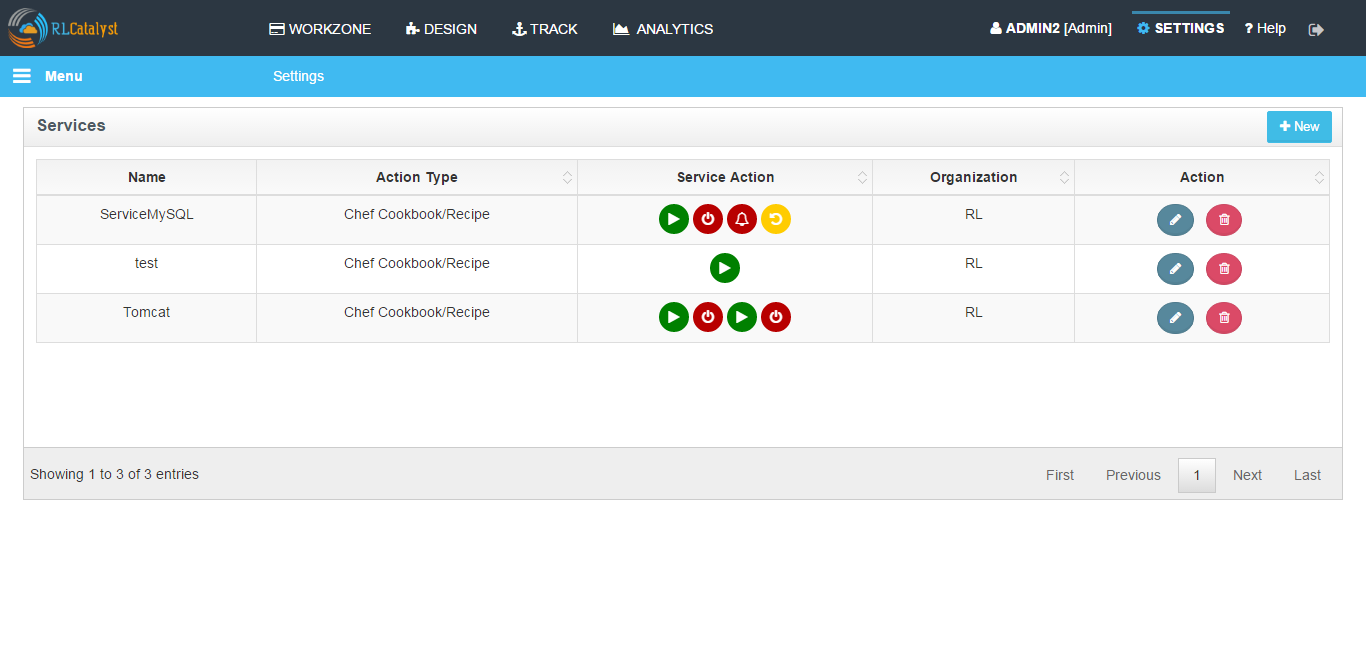 RLCatalyst WORKZONE DESIGN TRACK ANALYTICS ADMIN2 [Admin] SETTINGS ? Help
Menu Settings
Services New
Name Action Type Service Action Organization Action
ServiceMySQL Chef Cookbook/Recipe RL
test Chef Cookbook/Recipe RL
Tomcat Chef Cookbook/Recipe RL
Showing 1 to 3 of 3 entries First Previous 1 Next Last